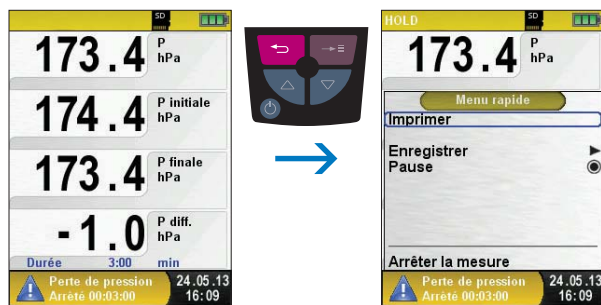 SD
173.4 P hPa
174.4 P initiale hPa
173.4 P finale hPa
-1.0 P diff. hPa
Durée 3:00 min
Perte de pression 24.05.13
Arrêté 00:03:00 16:09
HOLD SD
173.4 P hPa
Menu rapide
Imprimer
Enregistrer
Pause
Arrêter la mesure
Perte de pression 24.05.13
Arrêté 00:03:00 16:09